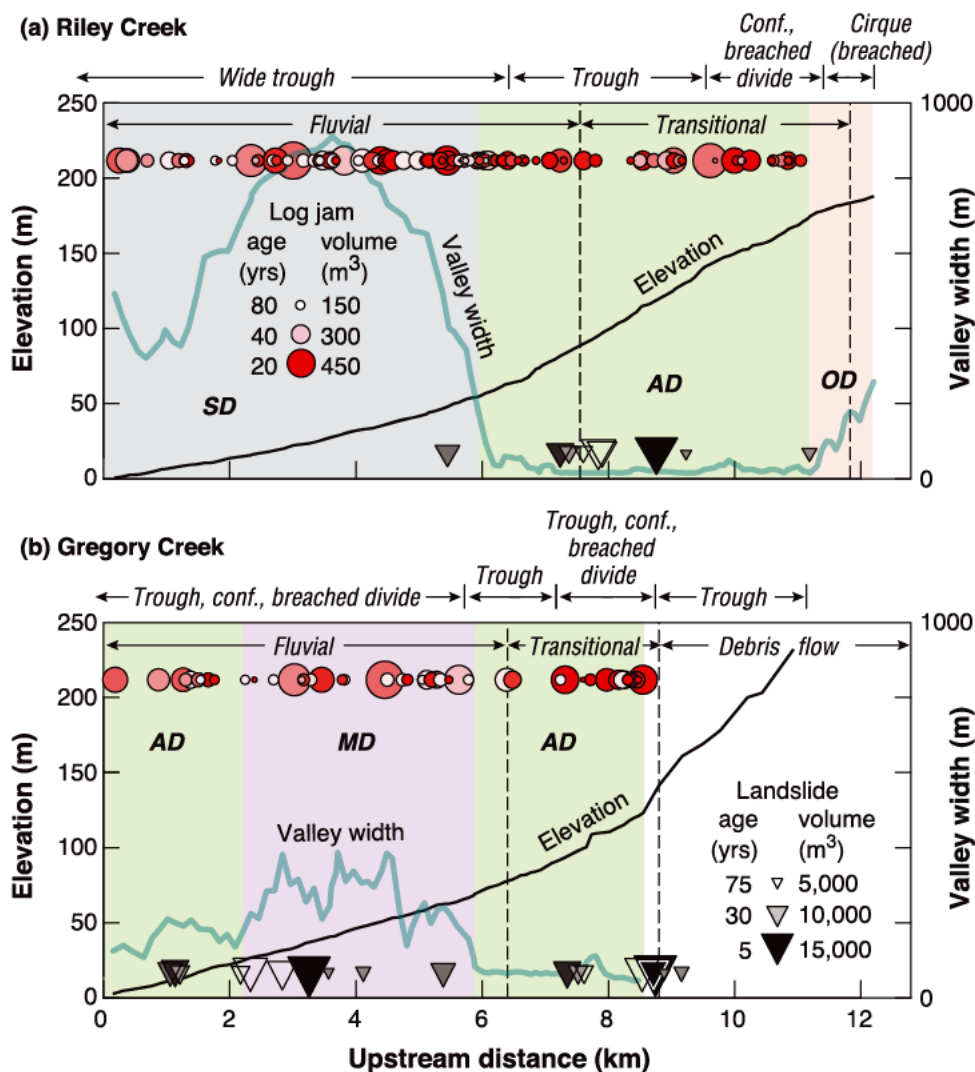 (a) Riley Creek
Conf., breached divide
Cirque (breached)
Wide trough
Trough
250
200
150
100
50
0
Elevation (m)
1000
0
Valley width (m)
Fluvial
Transitional
Log jam
age (yrs)
volume (m³)
80 150
40 300
20 450
Valley width
Elevation
SD
AD
OD
(b) Gregory Creek
Trough, conf., breached divide
Trough
Trough, conf., breached divide
Trough
250
200
150
100
50
0
Elevation (m)
1000
0
Valley width (m)
Fluvial
Transitional
Debris flow
AD
MD
AD
Valley width
Elevation
Landslide
age (yrs)
volume (m³)
75 5,000
30 10,000
5 15,000
0 2 4 6 8 10 12
Upstream distance (km)